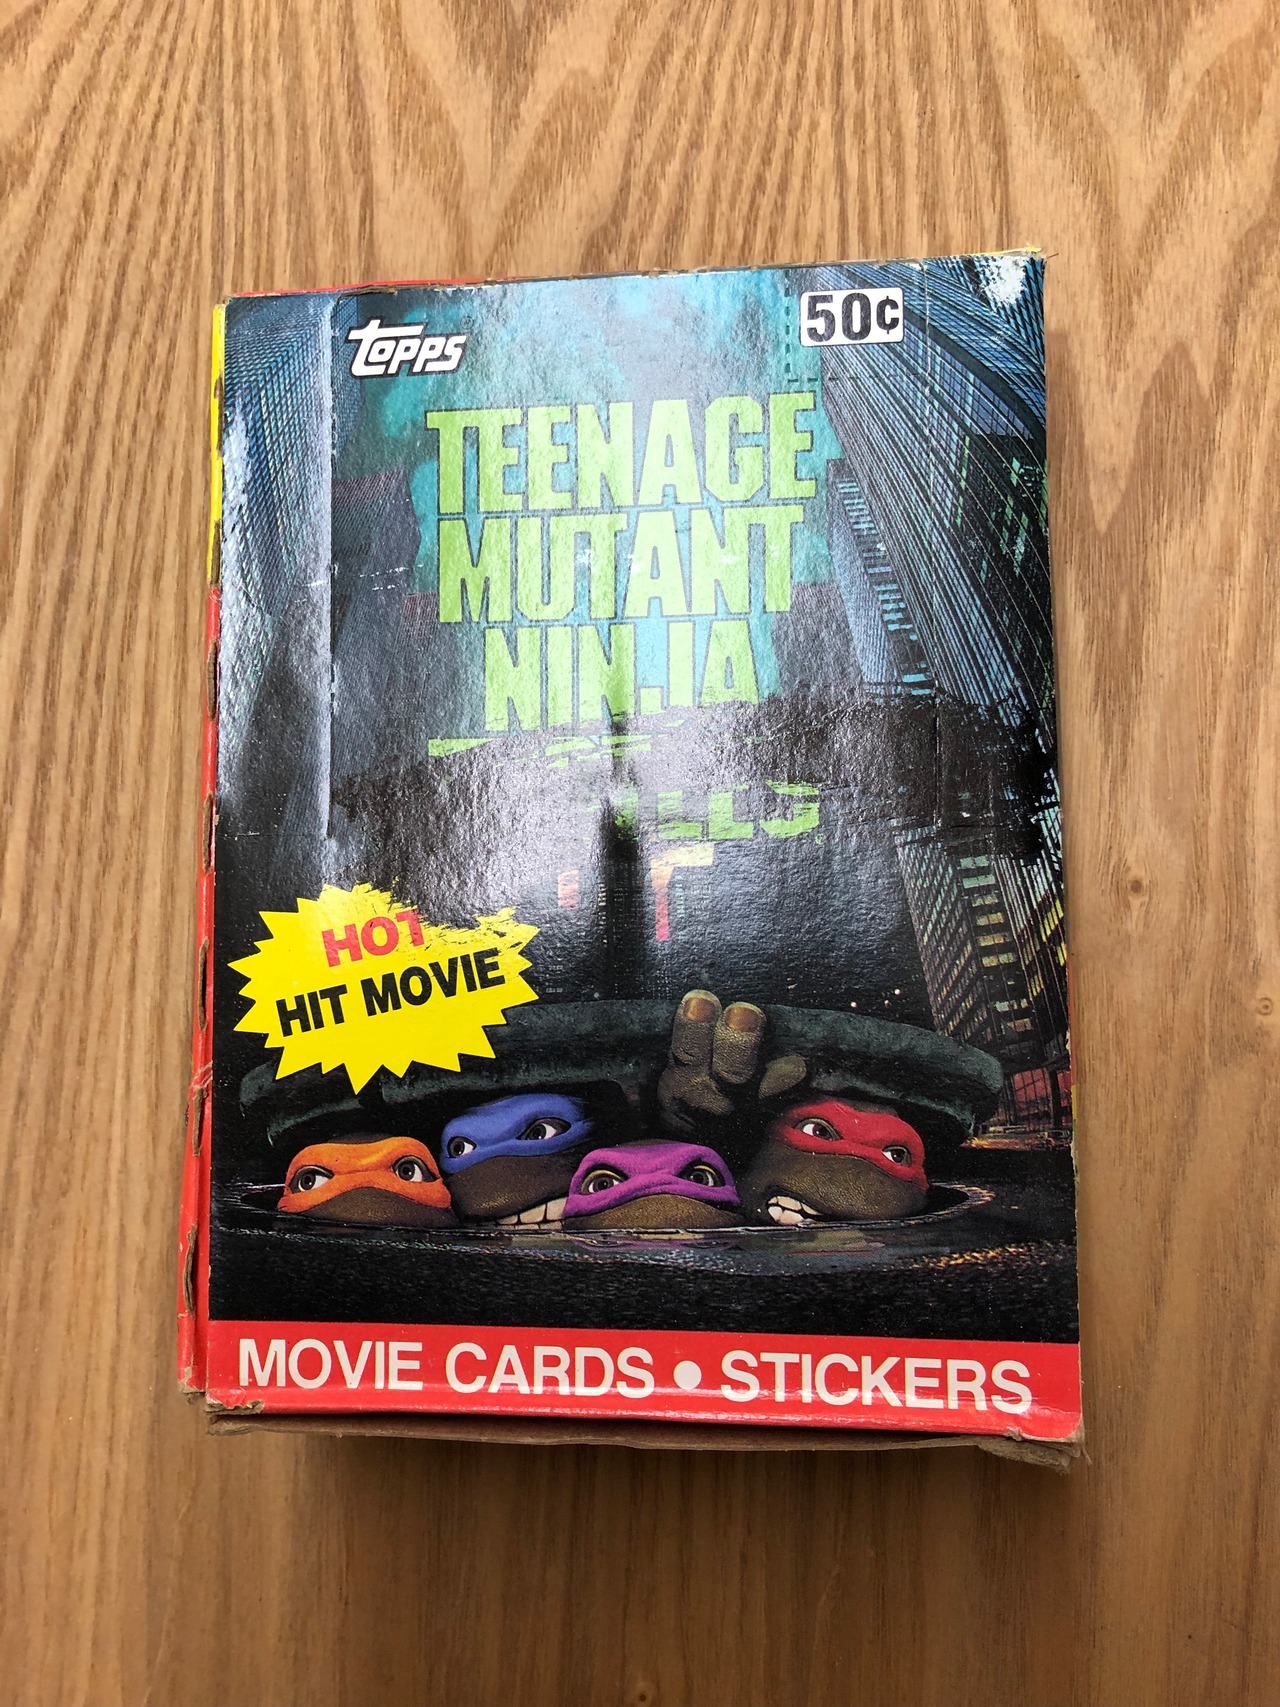 Topps
50¢
TEENAGE
MUTANT
NINJA
HOT
HIT MOVIE
MOVIE CARDS • STICKERS